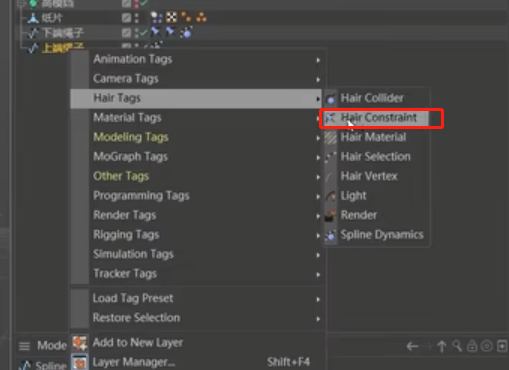 高模鸡
纸片
下端绳子
上端绳子
Animation Tags
Camera Tags
Hair Tags
Hair Collider
Material Tags
Hair Constraint
Modeling Tags
Hair Material
MoGraph Tags
Hair Selection
Other Tags
Hair Vertex
Programming Tags
Light
Render Tags
Render
Rigging Tags
Spline Dynamics
Simulation Tags
Tracker Tags
Load Tag Preset
Restore Selection
Add to New Layer
Mode
Layer Manager... Shift+F4
Spline